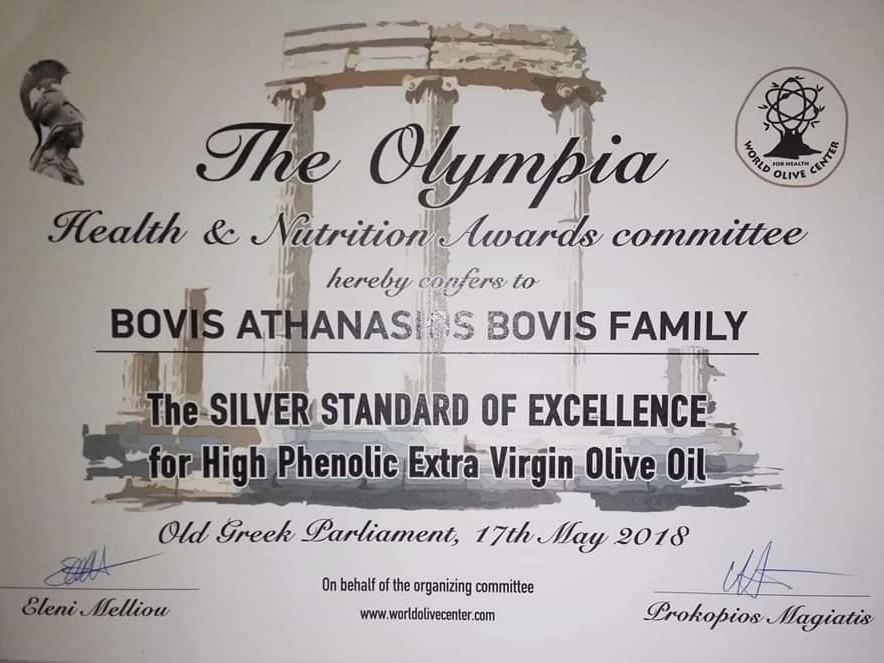 The Olympia
FOR HEALTH
WORLD OLIVE CENTER
Health & Nutrition Awards committee
hereby confers to
BOVIS ATHANASIOS BOVIS FAMILY
The SILVER STANDARD OF EXCELLENCE
for High Phenolic Extra Virgin Olive Oil
Old Greek Parliament, 17th May 2018
On behalf of the organizing committee
Eleni Melliou
www.worldolivecenter.com
Prokopios Magiatis